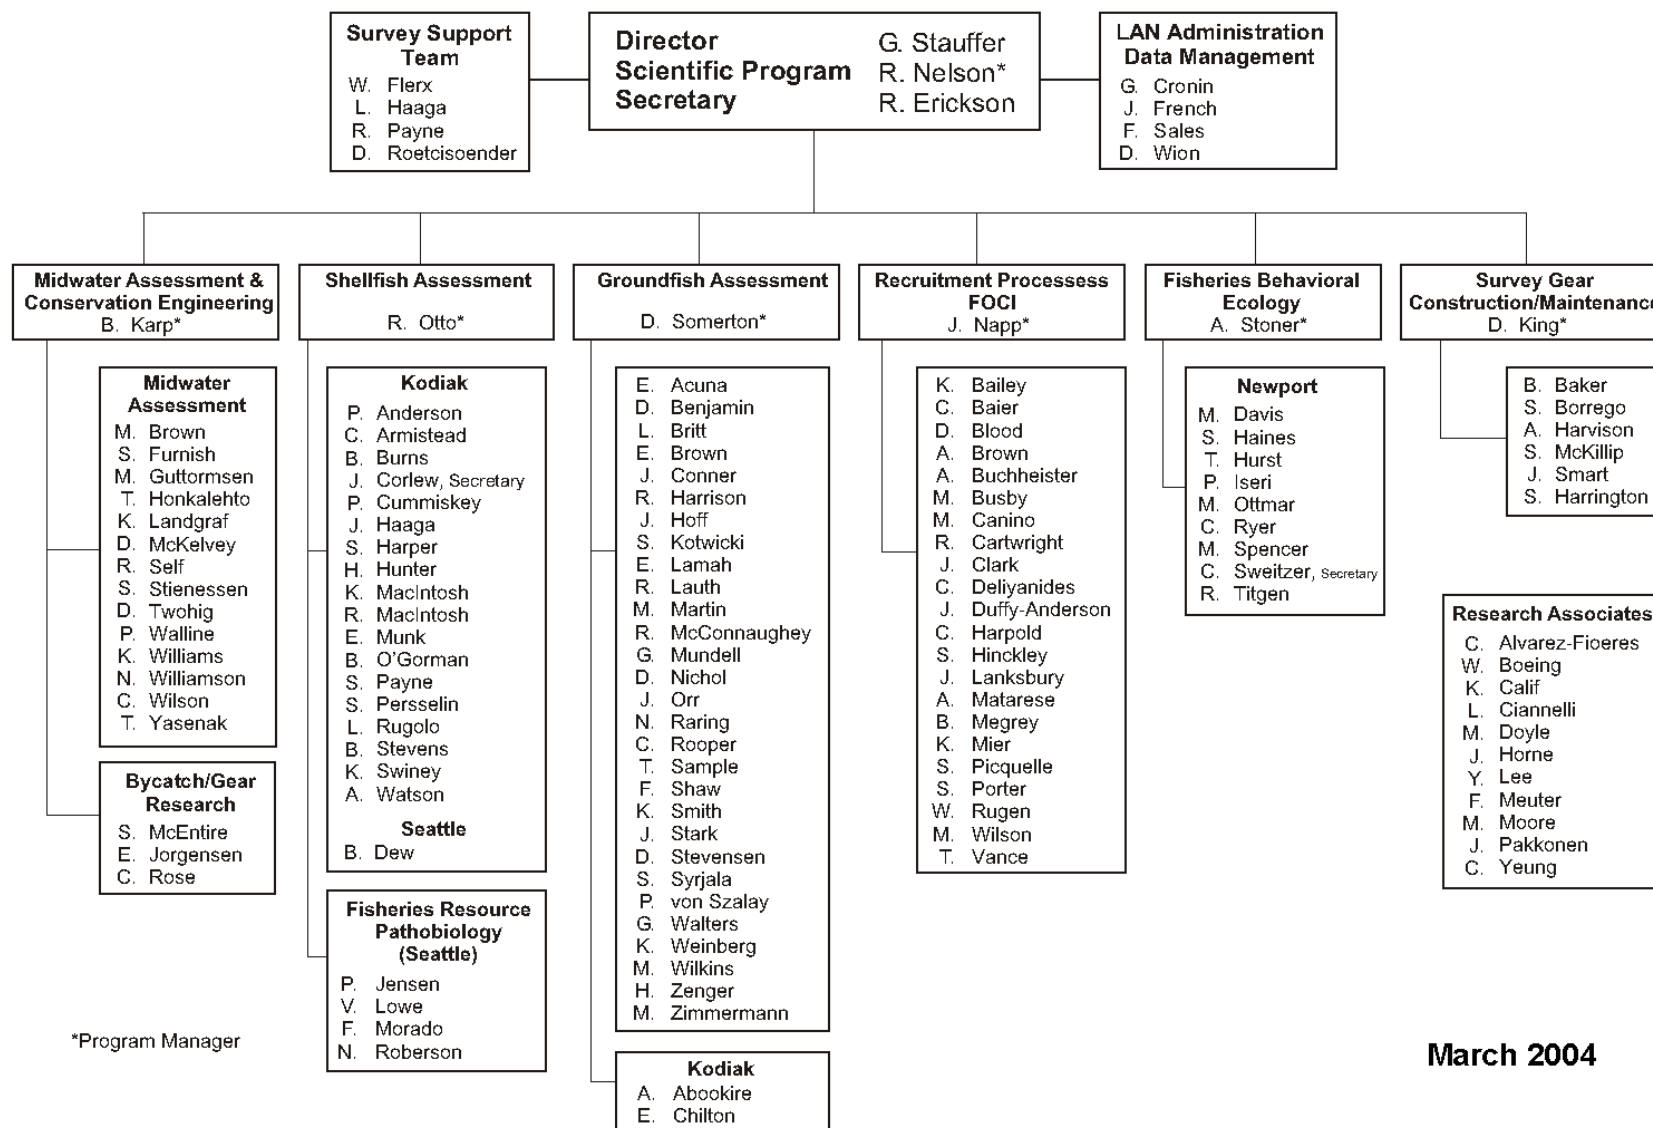 Survey Support
Team
W. Flerx
L. Haaga
R. Payne
D. Roetcisoender
Director G. Stauffer
Scientific Program R. Nelson*
Secretary R. Erickson
LAN Administration
Data Management
G. Cronin
J. French
F. Sales
D. Wion
Midwater Assessment &
Conservation Engineering
B. Karp*
Midwater
Assessment
M. Brown
S. Furnish
M. Guttormsen
T. Honkalehto
K. Landgraf
D. McKelvey
R. Self
S. Stienessen
D. Twohig
P. Walline
K. Williams
N. Williamson
C. Wilson
T. Yasenak
Bycatch/Gear
Research
S. McEntire
E. Jorgensen
C. Rose
Shellfish Assessment
R. Otto*
Kodiak
P. Anderson
C. Armistead
B. Burns
J. Corlew, Secretary
P. Cummiskey
J. Haaga
S. Harper
H. Hunter
K. MacIntosh
R. MacIntosh
E. Munk
B. O'Gorman
S. Payne
S. Persselin
L. Rugolo
B. Stevens
K. Swiney
A. Watson
Seattle
B. Dew
Fisheries Resource
Pathobiology
(Seattle)
P. Jensen
V. Lowe
F. Morado
N. Roberson
Groundfish Assessment
D. Somerton*
E. Acuna
D. Benjamin
L. Britt
E. Brown
J. Conner
R. Harrison
J. Hoff
S. Kotwicki
E. Lamah
R. Lauth
M. Martin
R. McConnaughey
G. Mundell
D. Nichol
J. Orr
N. Raring
C. Rooper
T. Sample
F. Shaw
K. Smith
J. Stark
D. Stevensen
S. Syrjala
P. von Szalay
G. Walters
K. Weinberg
M. Wilkins
H. Zenger
M. Zimmermann
Kodiak
A. Abookire
E. Chilton
Recruitment Processess
FOCI
J. Napp*
K. Bailey
C. Baier
D. Blood
A. Brown
A. Buchheister
M. Busby
M. Canino
R. Cartwright
J. Clark
C. Deliyanides
J. Duffy-Anderson
C. Harpold
S. Hinckley
J. Lanksbury
A. Matarese
B. Megrey
K. Mier
S. Picquelle
S. Porter
W. Rugen
M. Wilson
T. Vance
Fisheries Behavioral
Ecology
A. Stoner*
Newport
M. Davis
S. Haines
T. Hurst
P. Iseri
M. Ottmar
C. Ryer
M. Spencer
C. Sweitzer, Secretary
R. Titgen
Survey Gear
Construction/Maintenance
D. King*
B. Baker
S. Borrego
A. Harvison
S. McKillip
J. Smart
S. Harrington
Research Associates
C. Alvarez-Fioeres
W. Boeing
K. Calif
L. Ciannelli
M. Doyle
J. Horne
Y. Lee
F. Meuter
M. Moore
J. Pakkonen
C. Yeung
*Program Manager
March 2004